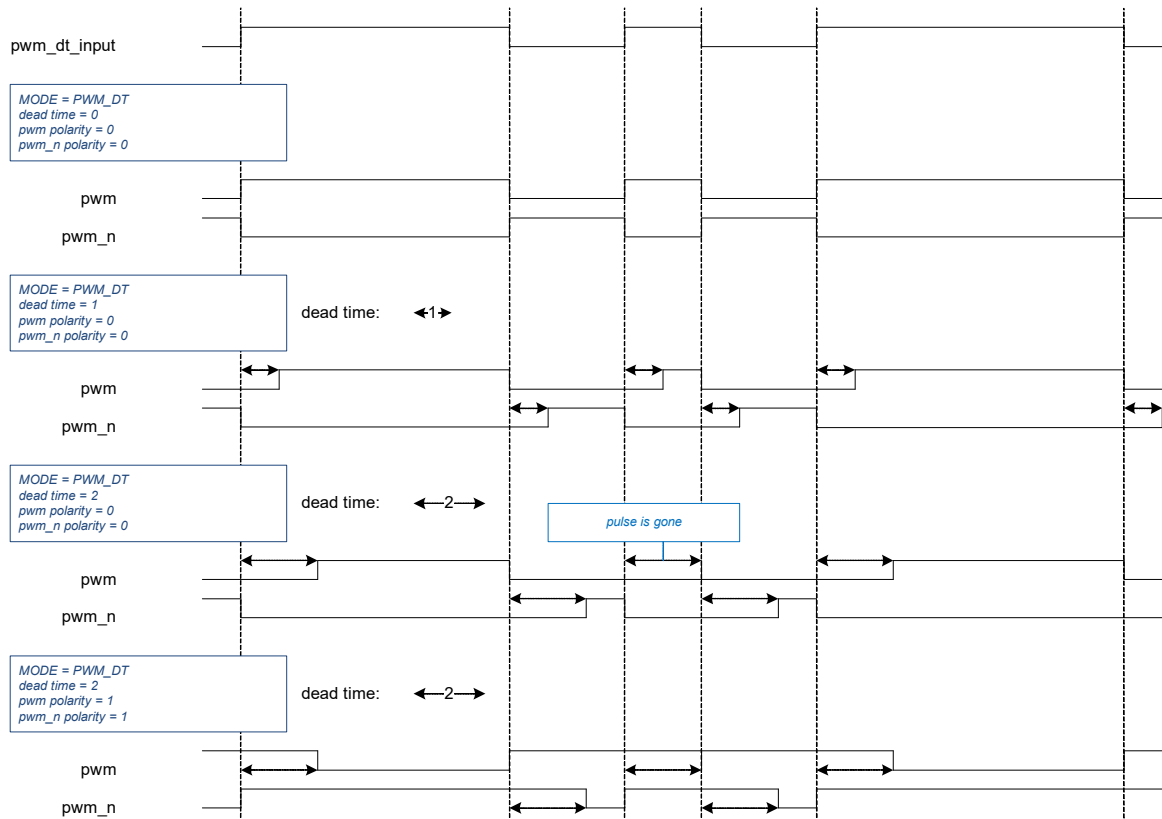 pwm_dt_input
MODE = PWM_DT
dead time = 0
pwm polarity = 0
pwm_n polarity = 0
pwm
pwm_n
MODE = PWM_DT
dead time = 1
pwm polarity = 0
pwm_n polarity = 0
dead time:
1
pwm
pwm_n
MODE = PWM_DT
dead time = 2
pwm polarity = 0
pwm_n polarity = 0
dead time:
2
pulse is gone
pwm
pwm_n
MODE = PWM_DT
dead time = 2
pwm polarity = 1
pwm_n polarity = 1
dead time:
2
pwm
pwm_n